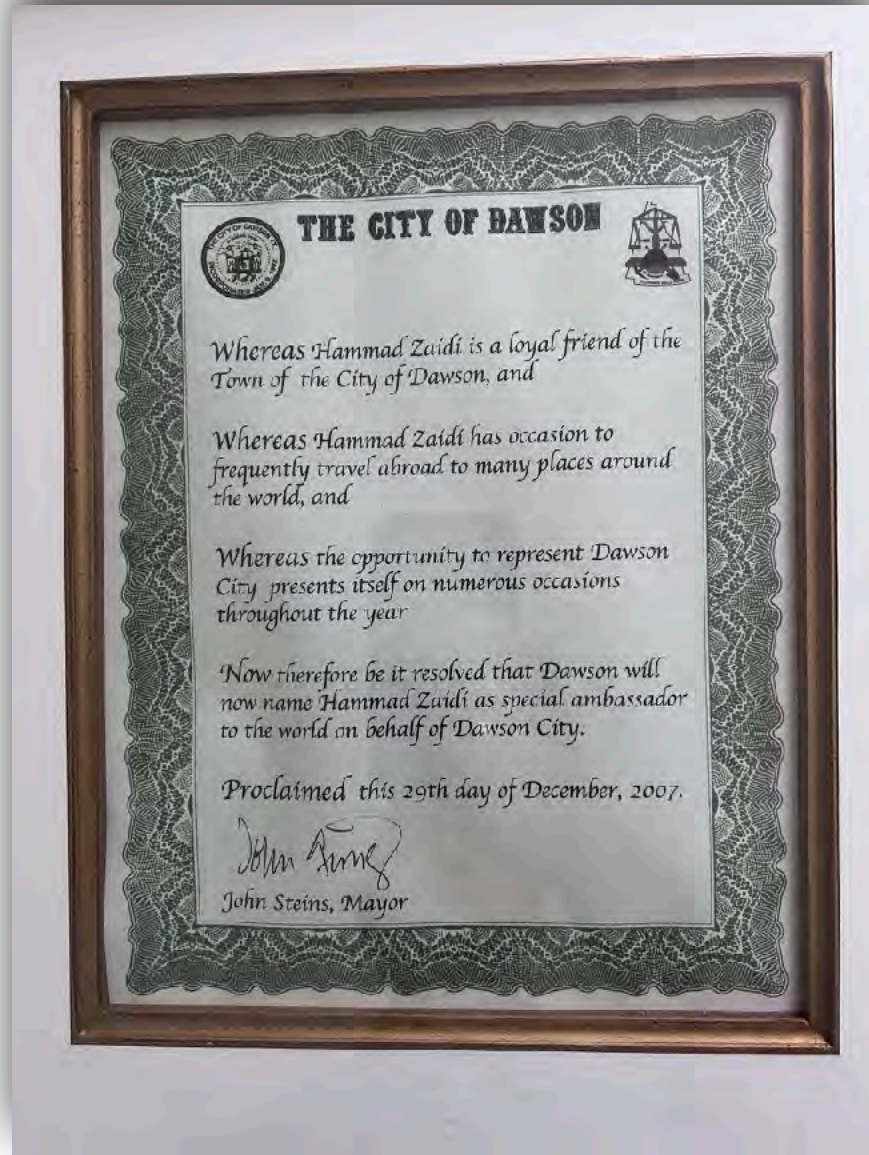 THE CITY OF DAWSON
Whereas Hammad Zaidi is a loyal friend of the
Town of the City of Dawson, and
Whereas Hammad Zaidi has occasion to
frequently travel abroad to many places around
the world, and
Whereas the opportunity to represent Dawson
City presents itself on numerous occasions
throughout the year
Now therefore be it resolved that Dawson will
now name Hammad Zaidi as special ambassador
to the world on behalf of Dawson City.
Proclaimed this 29th day of December, 2007.
John Steins, Mayor